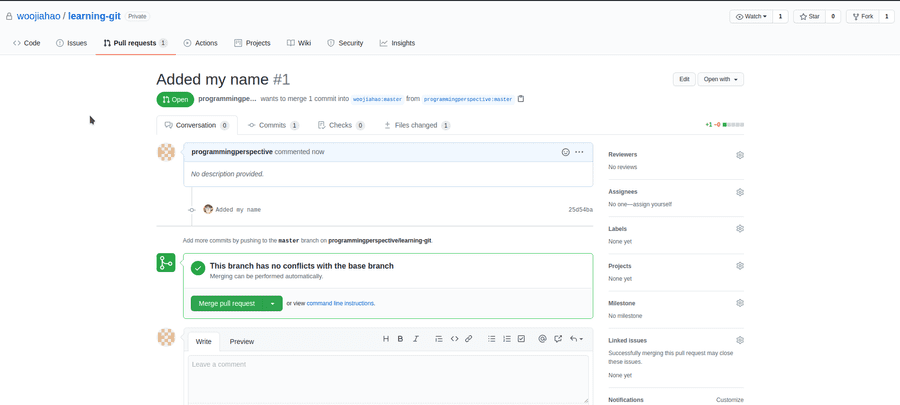 woojiahao / learning-git Private
Watch 1 Star 0 Fork 1
Code Issues Pull requests 1 Actions Projects Wiki Security Insights
Added my name #1
Edit Open with
Open programmingpe... wants to merge 1 commit into woojiahao:master from programmingperspective:master
Conversation 0 Commits 1 Checks 0 Files changed 1
+1 −0
programmingperspective commented now
No description provided.
Added my name 25d54ba
Add more commits by pushing to the master branch on programmingperspective/learning-git.
This branch has no conflicts with the base branch
Merging can be performed automatically.
Merge pull request or view command line instructions.
Write Preview
Leave a comment
Reviewers
No reviews
Assignees
No one—assign yourself
Labels
None yet
Projects
None yet
Milestone
No milestone
Linked issues
Successfully merging this pull request may close
these issues.
None yet
Notifications Customize